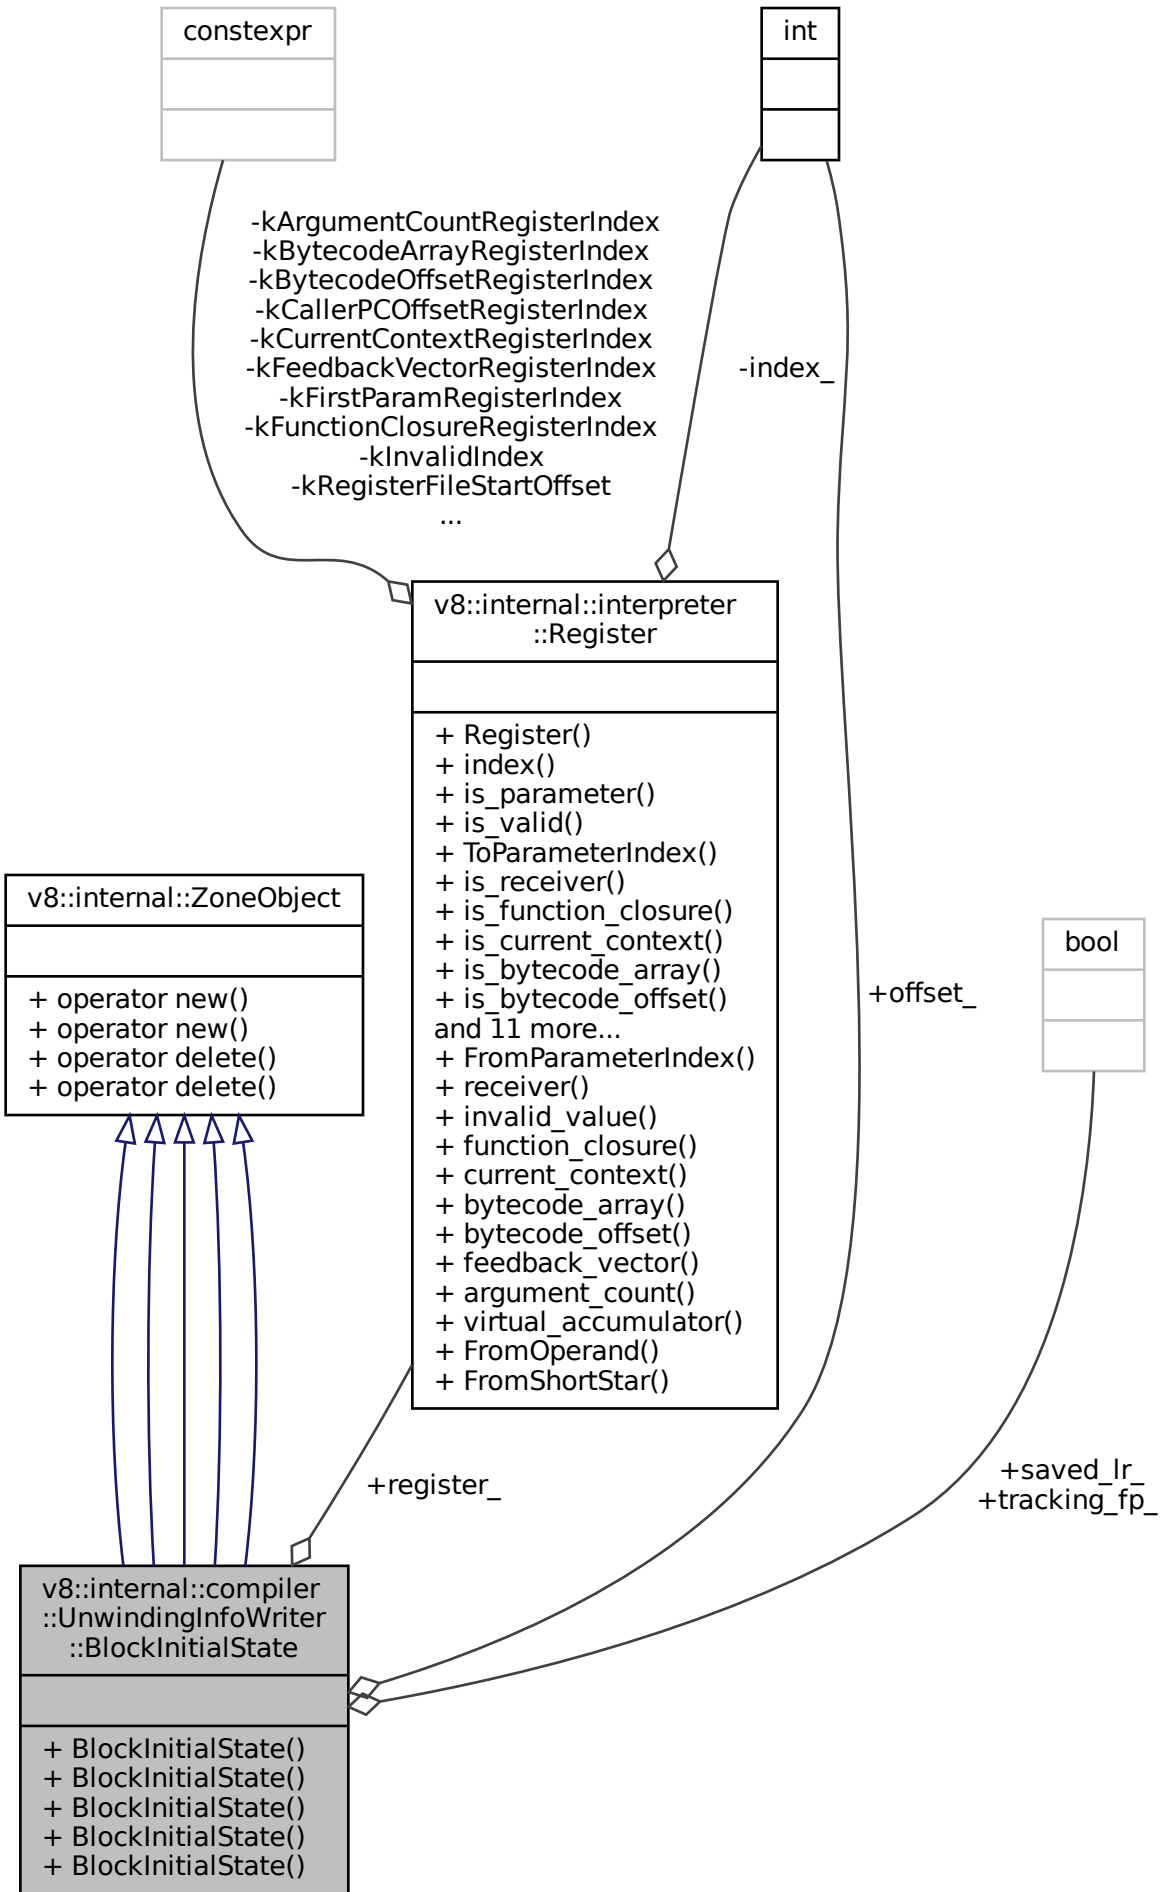 constexpr
int
-kArgumentCountRegisterIndex
-kBytecodeArrayRegisterIndex
-kBytecodeOffsetRegisterIndex
-kCallerPCOffsetRegisterIndex
-kCurrentContextRegisterIndex
-kFeedbackVectorRegisterIndex
-kFirstParamRegisterIndex
-kFunctionClosureRegisterIndex
-kInvalidIndex
-kRegisterFileStartOffset
...
-index_
v8::internal::interpreter
::Register
+ Register()
+ index()
+ is_parameter()
+ is_valid()
+ ToParameterIndex()
+ is_receiver()
+ is_function_closure()
+ is_current_context()
+ is_bytecode_array()
+ is_bytecode_offset()
and 11 more...
+ FromParameterIndex()
+ receiver()
+ invalid_value()
+ function_closure()
+ current_context()
+ bytecode_array()
+ bytecode_offset()
+ feedback_vector()
+ argument_count()
+ virtual_accumulator()
+ FromOperand()
+ FromShortStar()
v8::internal::ZoneObject
+ operator new()
+ operator new()
+ operator delete()
+ operator delete()
+offset_
bool
+register_
+saved_lr_
+tracking_fp_
v8::internal::compiler
::UnwindingInfoWriter
::BlockInitialState
+ BlockInitialState()
+ BlockInitialState()
+ BlockInitialState()
+ BlockInitialState()
+ BlockInitialState()